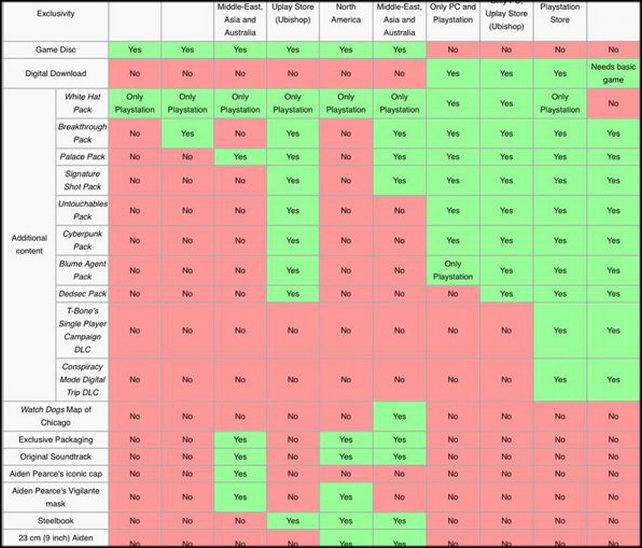 Exclusivity Middle-East, Asia and Australia Uplay Store (Ubishop) North America Middle-East, Asia and Australia Only PC and Playstation Only PC, Uplay Store (Ubishop) Playstation Store
Game Disc Yes Yes Yes Yes Yes Yes No No No No
Digital Download No No No No No No Yes Yes Yes Needs basic game
Additional content
White Hat Pack Only Playstation Only Playstation Only Playstation Only Playstation Only Playstation Only Playstation Yes Yes Only Playstation No
Breakthrough Pack No Yes No Yes No Yes Yes Yes Yes Yes
Palace Pack No No Yes Yes No Yes Yes Yes Yes Yes
Signature Shot Pack No No No Yes No Yes Yes Yes Yes Yes
Untouchables Pack No No No Yes No No Yes Yes Yes Yes
Cyberpunk Pack No No No Yes No No Yes Yes Yes Yes
Blume Agent Pack No No No Yes No No Only Playstation Yes Yes Yes
Dedsec Pack No No No Yes No No No Yes Yes Yes
T-Bone's Single Player Campaign DLC No No No No No No No No Yes Yes
Conspiracy Mode Digital Trip DLC No No No No No No No No Yes Yes
Watch Dogs Map of Chicago No No No No No Yes No No No No
Exclusive Packaging No No Yes No Yes Yes No No No No
Original Soundtrack No No Yes No Yes Yes No No No No
Aiden Pearce's iconic cap No No Yes No No No No No No No
Aiden Pearce's Vigilante mask No No Yes No Yes No No No No No
Steelbook No No No Yes Yes Yes No No No No
23 cm (9 inch) Aiden No No No No Yes Yes No No No No